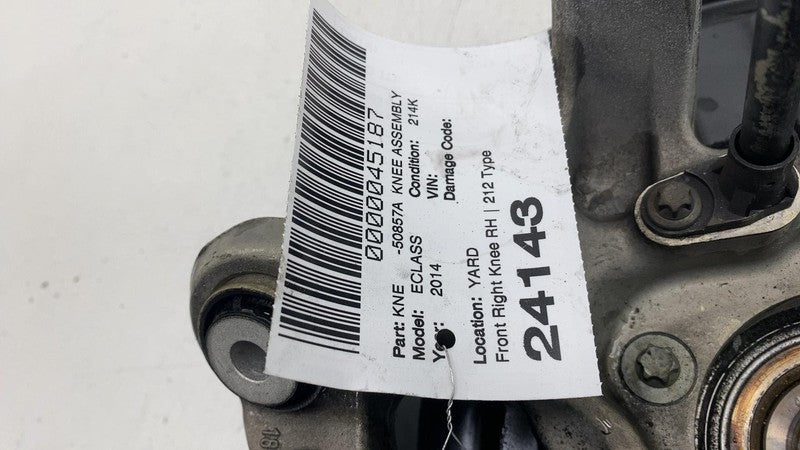 0000045187
Part: KNE -50857A KNEE ASSEMBLY
Model: ECLASS Condition: 214K
Year: 2014 VIN:
Damage Code:
Location: YARD
Front Right Knee RH | 212 Type
24143